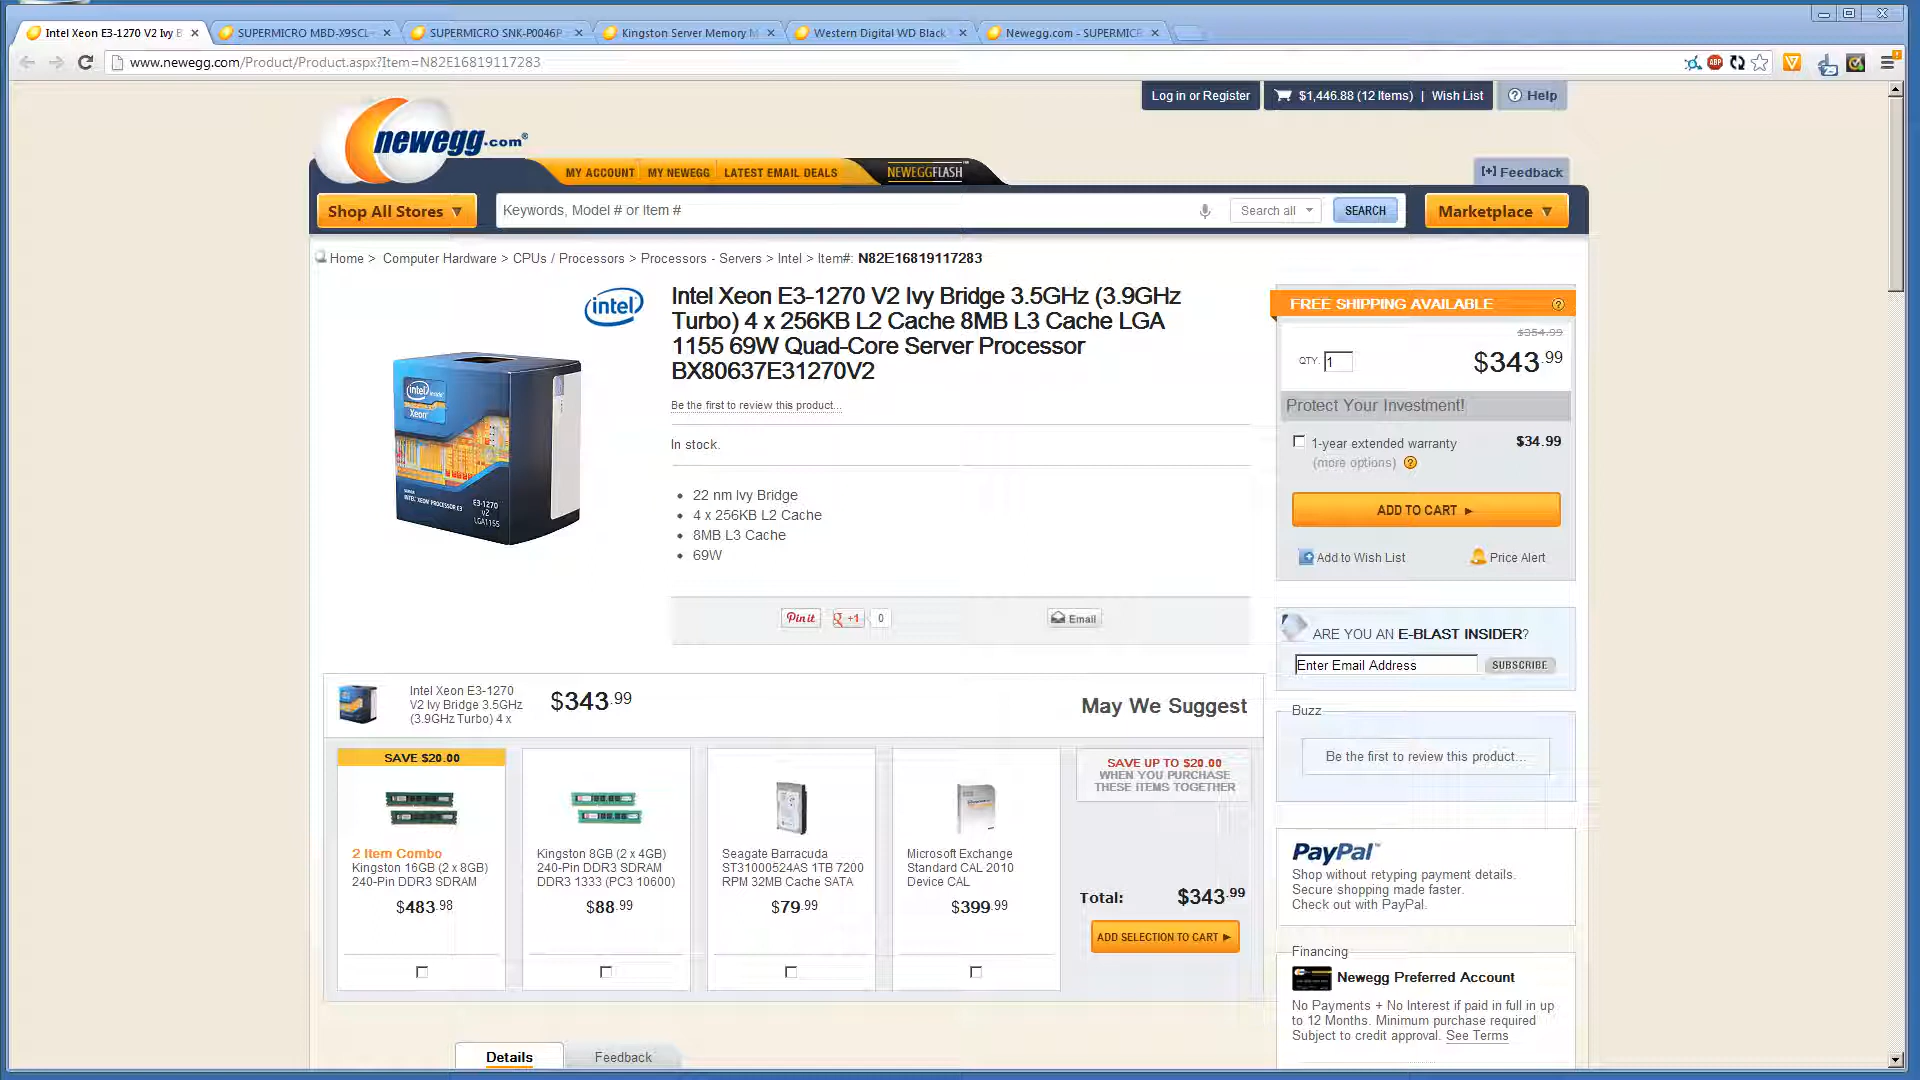 Intel Xeon E3-1270 V2 Ivy B
SUPERMICRO MBD-X9SCL-
SUPERMICRO SNK-P0046P
Kingston Server Memory M
Western Digital WD Black
Newegg.com - SUPERMICR
www.newegg.com/Product/Product.aspx?Item=N82E16819117283
ABP
Log in or Register
$1,446.88 (12 Items) | Wish List
Help
newegg.com®
MY ACCOUNT
MY NEWEGG
LATEST EMAIL DEALS
NEWEGGFLASH™
[+] Feedback
Shop All Stores
Keywords, Model # or Item #
Search all
SEARCH
Marketplace
Home > Computer Hardware > CPUs / Processors > Processors - Servers > Intel > Item#: N82E16819117283
intel
Intel Xeon E3-1270 V2 Ivy Bridge 3.5GHz (3.9GHz
Turbo) 4 x 256KB L2 Cache 8MB L3 Cache LGA
1155 69W Quad-Core Server Processor
BX80637E31270V2
Be the first to review this product...
In stock.
22 nm Ivy Bridge
4 x 256KB L2 Cache
8MB L3 Cache
69W
intel inside
Xeon
INTEL XEON PROCESSOR E3
E3-1270
V2
LGA1155
Pin it
+1
0
Email
FREE SHIPPING AVAILABLE
$354.99
QTY. 1
$343.99
Protect Your Investment!
1-year extended warranty
$34.99
(more options)
ADD TO CART
Add to Wish List
Price Alert
ARE YOU AN E-BLAST INSIDER?
Enter Email Address
SUBSCRIBE
Buzz
Be the first to review this product...
Intel Xeon E3-1270
V2 Ivy Bridge 3.5GHz
(3.9GHz Turbo) 4 x
$343.99
May We Suggest
SAVE $20.00
2 Item Combo
Kingston 16GB (2 x 8GB)
240-Pin DDR3 SDRAM
$483.98
Kingston 8GB (2 x 4GB)
240-Pin DDR3 SDRAM
DDR3 1333 (PC3 10600)
$88.99
Seagate Barracuda
ST31000524AS 1TB 7200
RPM 32MB Cache SATA
$79.99
Microsoft Exchange
Standard CAL 2010
Device CAL
$399.99
SAVE UP TO $20.00
WHEN YOU PURCHASE
THESE ITEMS TOGETHER
Total: $343.99
ADD SELECTION TO CART
PayPal™
Shop without retyping payment details.
Secure shopping made faster.
Check out with PayPal.
Financing
Newegg Preferred Account
No Payments + No Interest if paid in full in up
to 12 Months. Minimum purchase required
Subject to credit approval. See Terms
Details
Feedback